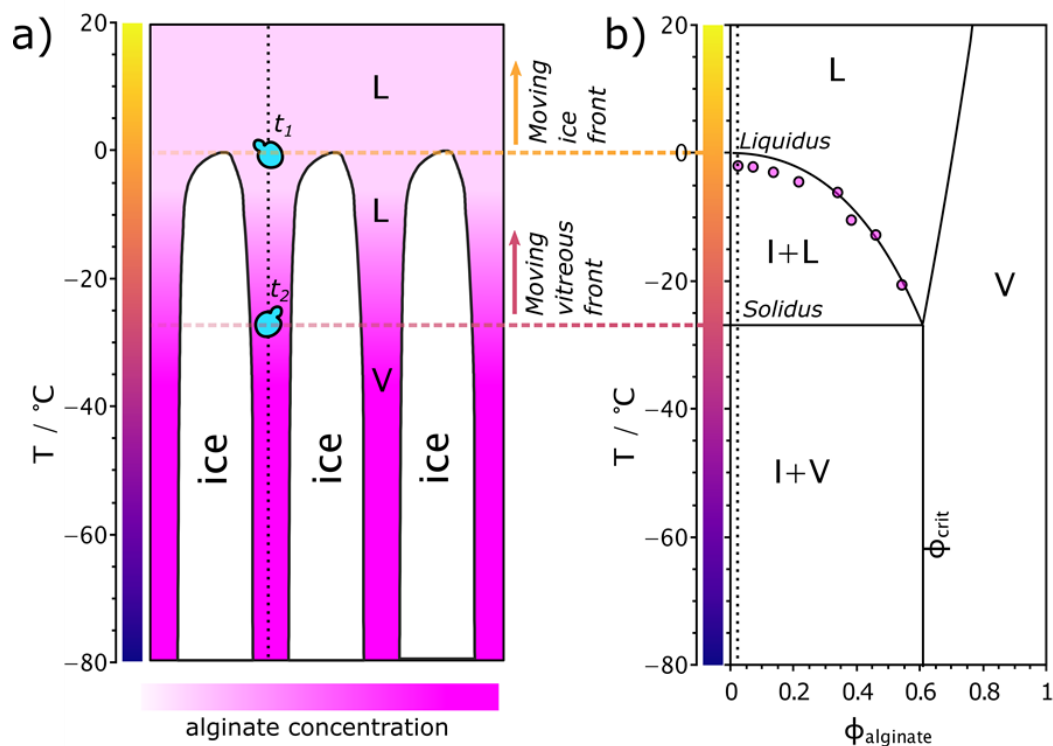 a)
20
0
−20
−40
−60
−80
T / °C
L
t1
L
t2
V
ice
ice
ice
alginate concentration
Moving
ice
front
Moving
vitreous
front
b)
20
0
−20
−40
−60
−80
T / °C
L
Liquidus
I+L
Solidus
V
I+V
ϕcrit
0
0.2
0.4
0.6
0.8
1
ϕalginate